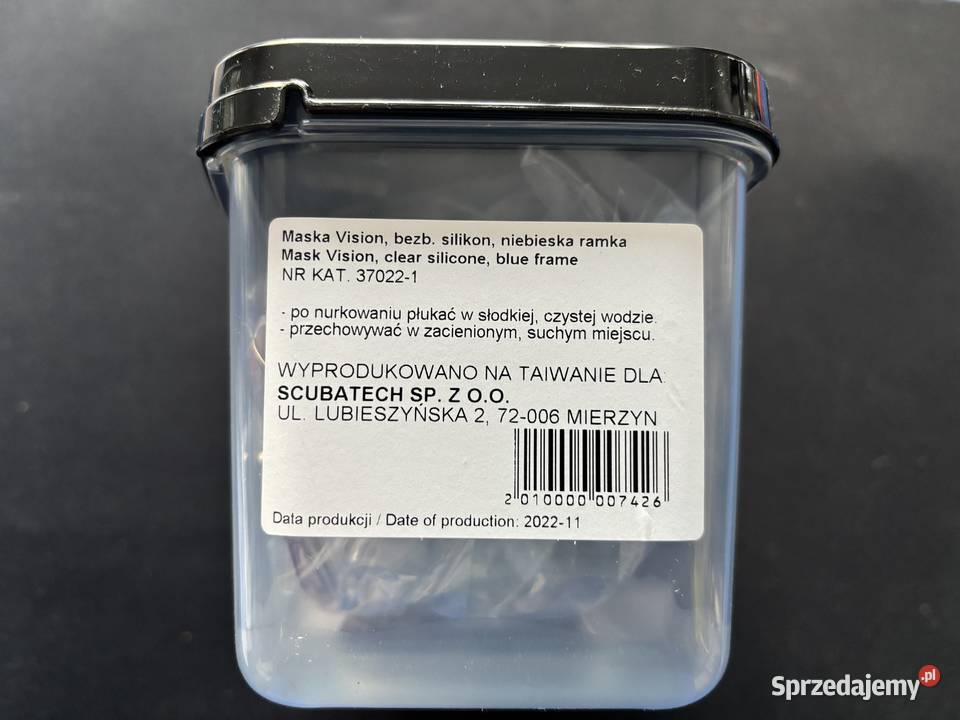 Maska Vision, bezb. silikon, niebieska ramka
Mask Vision, clear silicone, blue frame
NR KAT. 37022-1
- po nurkowaniu płukać w słodkiej, czystej wodzie.
- przechowywać w zacienionym, suchym miejscu.
WYPRODUKOWANO NA TAIWANIE DLA:
SCUBATECH SP. Z O.O.
UL. LUBIESZYŃSKA 2, 72-006 MIERZYN
2 010000 007426
Data produkcji / Date of production: 2022-11
Sprzedajemy.pl